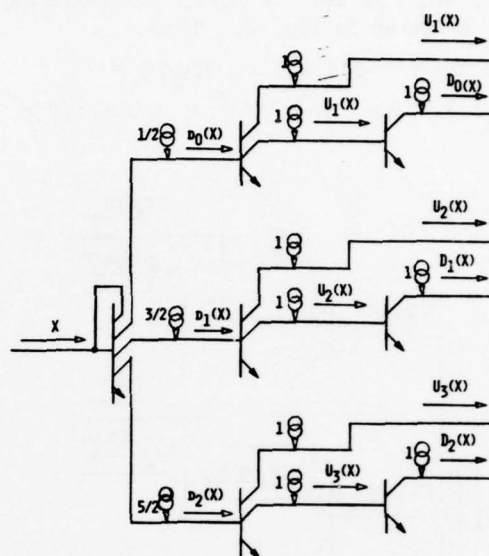 U₁(X)
1
D₀(X)
1/2 D₀(X) 1 U₁(X) 1
U₂(X)
1
D₁(X)
X 3/2 D₁(X) 1 U₂(X) 1
U₃(X)
1
D₂(X)
5/2 D₂(X) 1 U₃(X) 1